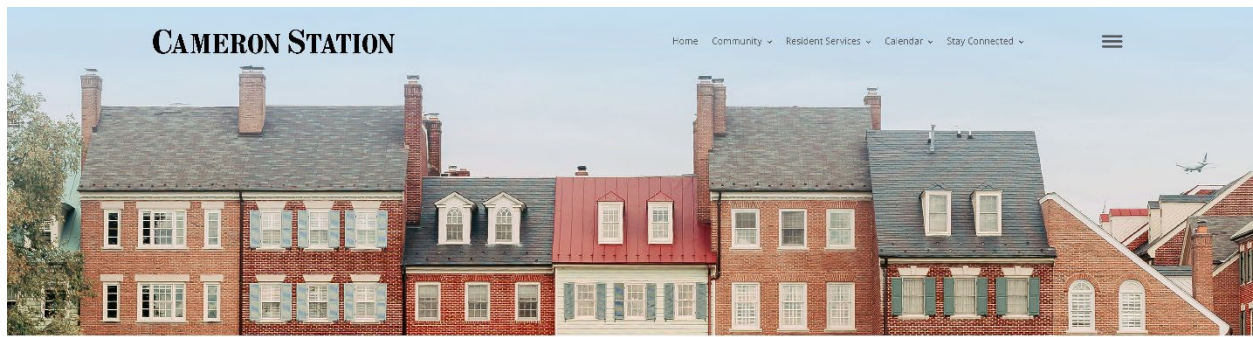 CAMERON STATION
Home Community Resident Services Calendar Stay Connected